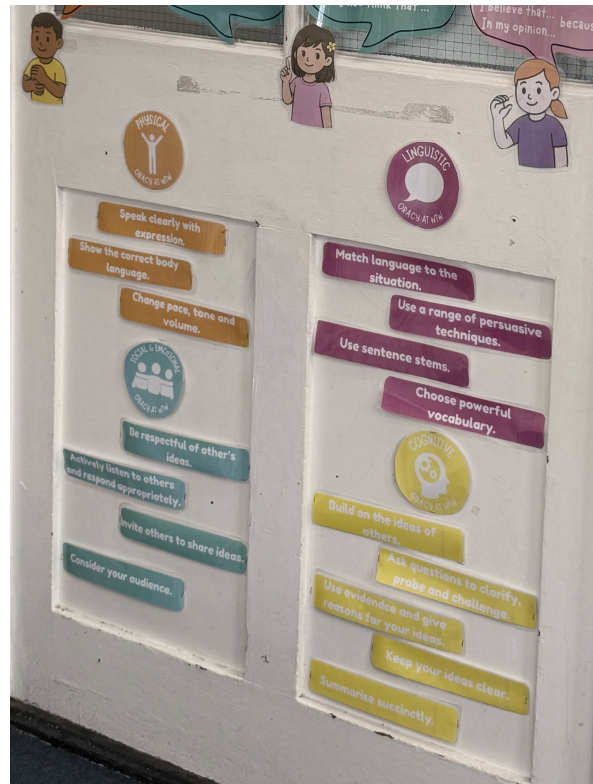 I believe that... because
In my opinion...
PHYSICAL
ORACY AT WTW
Speak clearly with
expression.
Show the correct body
language.
Change pace, tone and
volume.
SOCIAL & EMOTIONAL
ORACY AT WTW
Be respectful of other's
ideas.
Actively listen to others
and respond appropriately.
Invite others to share ideas.
Consider your audience.
LINGUISTIC
ORACY AT WTW
Match language to the
situation.
Use a range of persuasive
techniques.
Use sentence stems.
Choose powerful
vocabulary.
COGNITIVE
ORACY AT WTW
Build on the ideas of
others.
Ask questions to clarify,
probe and challenge.
Use evidendce and give
reasons for your ideas.
Keep your ideas clear.
Summarise succinctly.